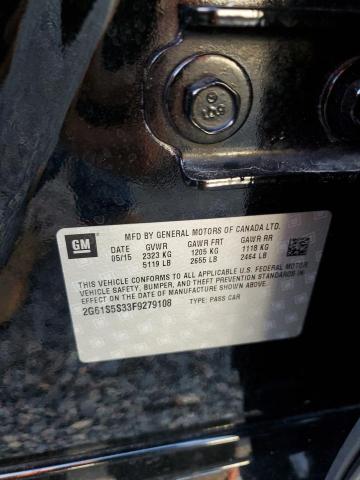 GM
MFD BY GENERAL MOTORS OF CANADA LTD.
DATE GVWR GAWR FRT GAWR RR
05/15 2323 KG 1205 KG 1118 KG
5119 LB 2655 LB 2464 LB
THIS VEHICLE CONFORMS TO ALL APPLICABLE U.S. FEDERAL MOTOR
VEHICLE SAFETY, BUMPER, AND THEFT PREVENTION STANDARDS
IN EFFECT ON THE DATE OF MANUFACTURE SHOWN ABOVE.
2G61S5S33F9279108 TYPE: PASS CAR